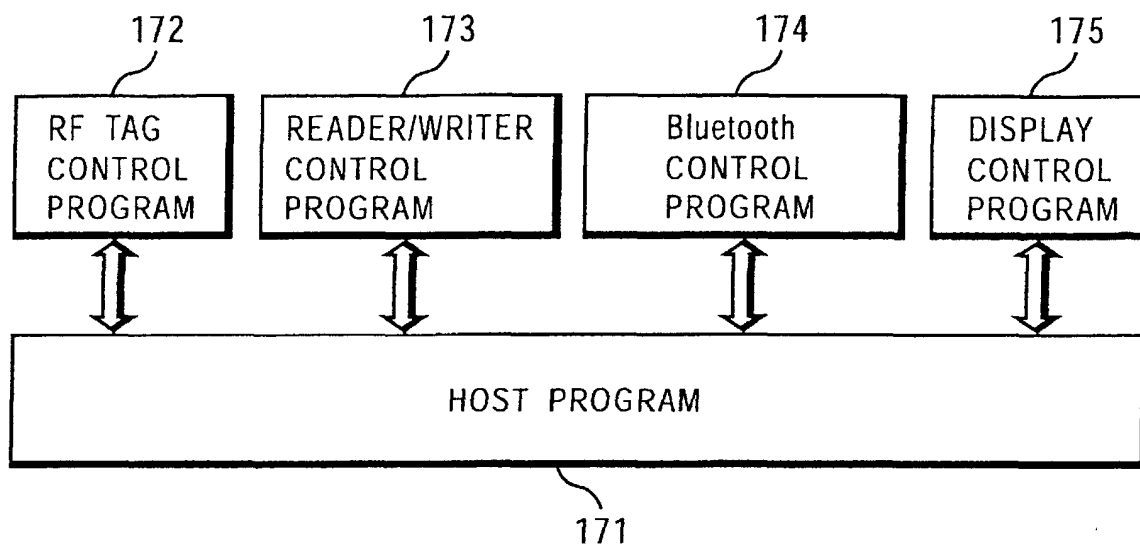 172
173
174
175
RF TAG
CONTROL
PROGRAM
READER/WRITER
CONTROL
PROGRAM
Bluetooth
CONTROL
PROGRAM
DISPLAY
CONTROL
PROGRAM
HOST PROGRAM
171